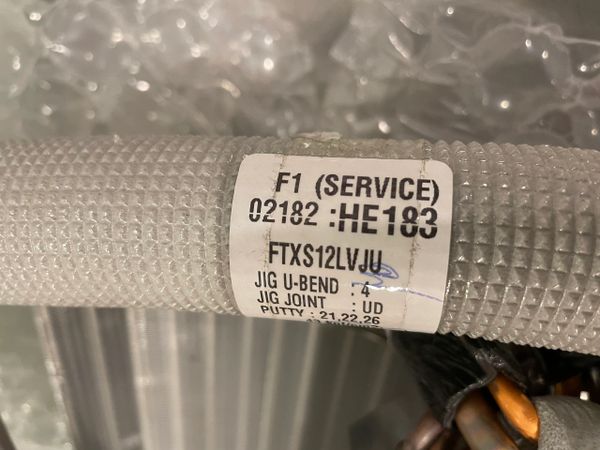 F1 (SERVICE)
02182 :HE183
FTXS12LVJU
JIG U-BEND : 4
JIG JOINT : UD
PUTTY : 21,22,26